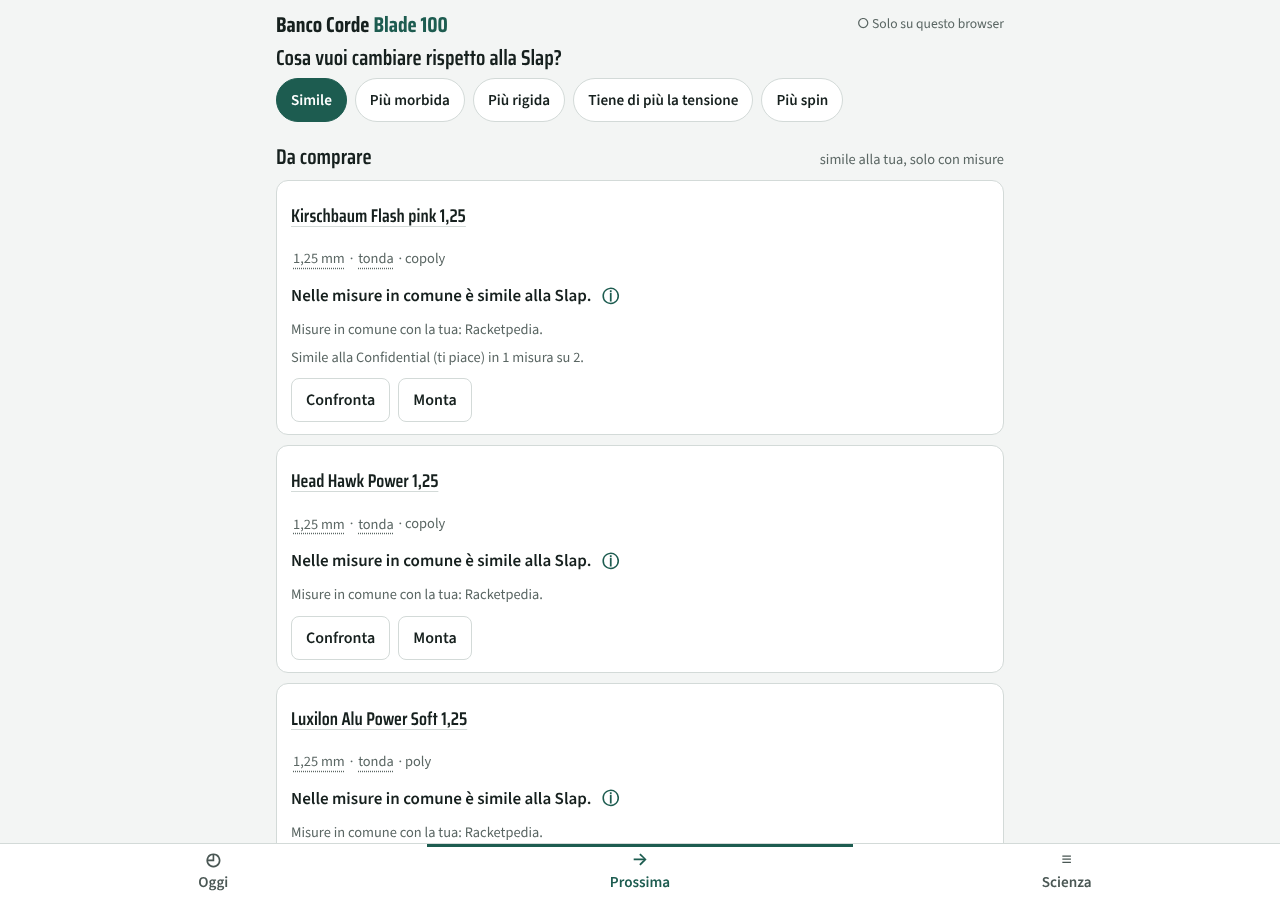 Banco Corde Blade 100
Solo su questo browser
Cosa vuoi cambiare rispetto alla Slap?
Simile
Più morbida
Più rigida
Tiene di più la tensione
Più spin
Da comprare
simile alla tua, solo con misure
Kirschbaum Flash pink 1,25
1,25 mm · tonda · copoly
Nelle misure in comune è simile alla Slap. ⓘ
Misure in comune con la tua: Racketpedia.
Simile alla Confidential (ti piace) in 1 misura su 2.
Confronta
Monta
Head Hawk Power 1,25
1,25 mm · tonda · copoly
Nelle misure in comune è simile alla Slap. ⓘ
Misure in comune con la tua: Racketpedia.
Confronta
Monta
Luxilon Alu Power Soft 1,25
1,25 mm · tonda · poly
Nelle misure in comune è simile alla Slap. ⓘ
Misure in comune con la tua: Racketpedia.
Oggi
Prossima
Scienza